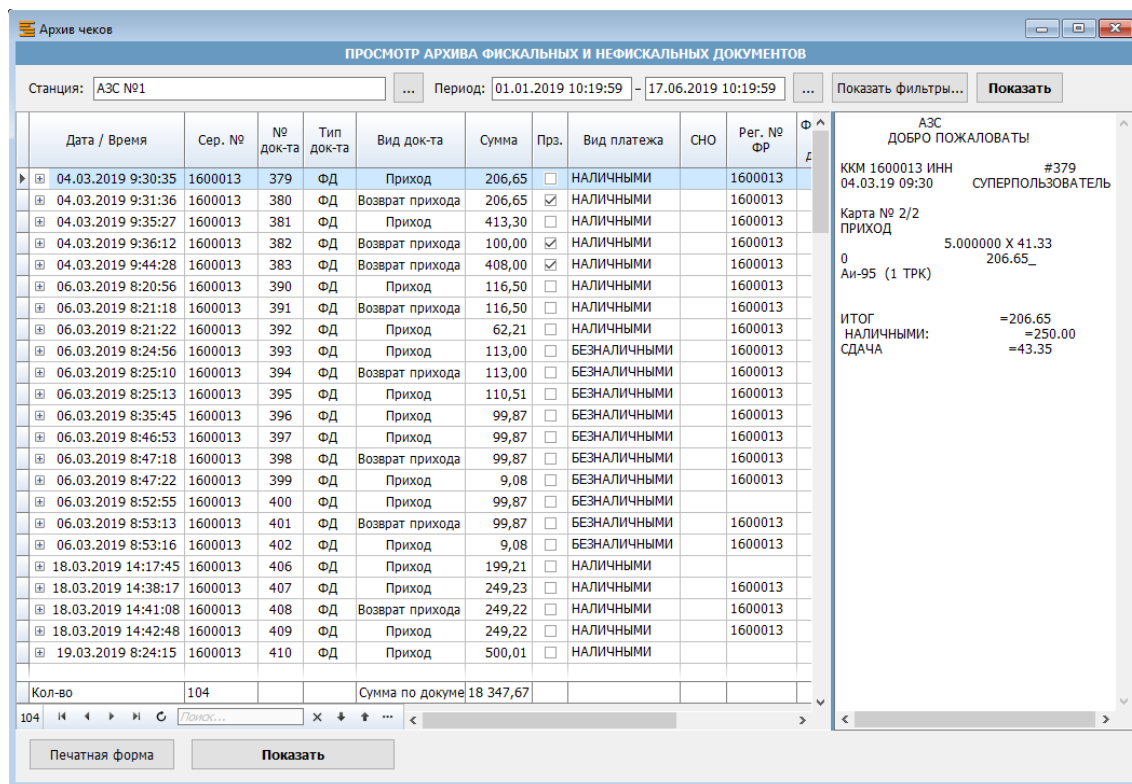 Архив чеков
ПРОСМОТР АРХИВА ФИСКАЛЬНЫХ И НЕФИСКАЛЬНЫХ ДОКУМЕНТОВ
Станция: АЗС №1 ... Период: 01.01.2019 10:19:59 - 17.06.2019 10:19:59 ... Показать фильтры... Показать
Дата / Время Сер. № № док-та Тип док-та Вид док-та Сумма Прз. Вид платежа СНО Рег. № ФР
04.03.2019 9:30:35 1600013 379 ФД Приход 206,65 НАЛИЧНЫМИ 1600013
04.03.2019 9:31:36 1600013 380 ФД Возврат прихода 206,65 НАЛИЧНЫМИ 1600013
04.03.2019 9:35:27 1600013 381 ФД Приход 413,30 НАЛИЧНЫМИ 1600013
04.03.2019 9:36:12 1600013 382 ФД Возврат прихода 100,00 НАЛИЧНЫМИ 1600013
04.03.2019 9:44:28 1600013 383 ФД Возврат прихода 408,00 НАЛИЧНЫМИ 1600013
06.03.2019 8:20:56 1600013 390 ФД Приход 116,50 НАЛИЧНЫМИ 1600013
06.03.2019 8:21:18 1600013 391 ФД Возврат прихода 116,50 НАЛИЧНЫМИ 1600013
06.03.2019 8:21:22 1600013 392 ФД Приход 62,21 НАЛИЧНЫМИ 1600013
06.03.2019 8:24:56 1600013 393 ФД Приход 113,00 БЕЗНАЛИЧНЫМИ 1600013
06.03.2019 8:25:10 1600013 394 ФД Возврат прихода 113,00 БЕЗНАЛИЧНЫМИ 1600013
06.03.2019 8:25:13 1600013 395 ФД Приход 110,51 БЕЗНАЛИЧНЫМИ 1600013
06.03.2019 8:35:45 1600013 396 ФД Приход 99,87 БЕЗНАЛИЧНЫМИ 1600013
06.03.2019 8:46:53 1600013 397 ФД Приход 99,87 БЕЗНАЛИЧНЫМИ 1600013
06.03.2019 8:47:18 1600013 398 ФД Возврат прихода 99,87 БЕЗНАЛИЧНЫМИ 1600013
06.03.2019 8:47:22 1600013 399 ФД Приход 9,08 БЕЗНАЛИЧНЫМИ 1600013
06.03.2019 8:52:55 1600013 400 ФД Приход 99,87 БЕЗНАЛИЧНЫМИ
06.03.2019 8:53:13 1600013 401 ФД Возврат прихода 99,87 БЕЗНАЛИЧНЫМИ 1600013
06.03.2019 8:53:16 1600013 402 ФД Приход 9,08 БЕЗНАЛИЧНЫМИ 1600013
18.03.2019 14:17:45 1600013 406 ФД Приход 199,21 НАЛИЧНЫМИ
18.03.2019 14:38:17 1600013 407 ФД Приход 249,23 НАЛИЧНЫМИ 1600013
18.03.2019 14:41:08 1600013 408 ФД Возврат прихода 249,22 НАЛИЧНЫМИ 1600013
18.03.2019 14:42:48 1600013 409 ФД Приход 249,22 НАЛИЧНЫМИ 1600013
19.03.2019 8:24:15 1600013 410 ФД Приход 500,01 НАЛИЧНЫМИ
Кол-во 104 Сумма по докуме 18 347,67
104 Поиск...
Печатная форма Показать
АЗС
ДОБРО ПОЖАЛОВАТЬ!
ККМ 1600013 ИНН #379
04.03.19 09:30 СУПЕРПОЛЬЗОВАТЕЛЬ
Карта № 2/2
ПРИХОД
5.000000 X 41.33
0 206.65_
Аи-95 (1 ТРК)
ИТОГ =206.65
НАЛИЧНЫМИ: =250.00
СДАЧА =43.35